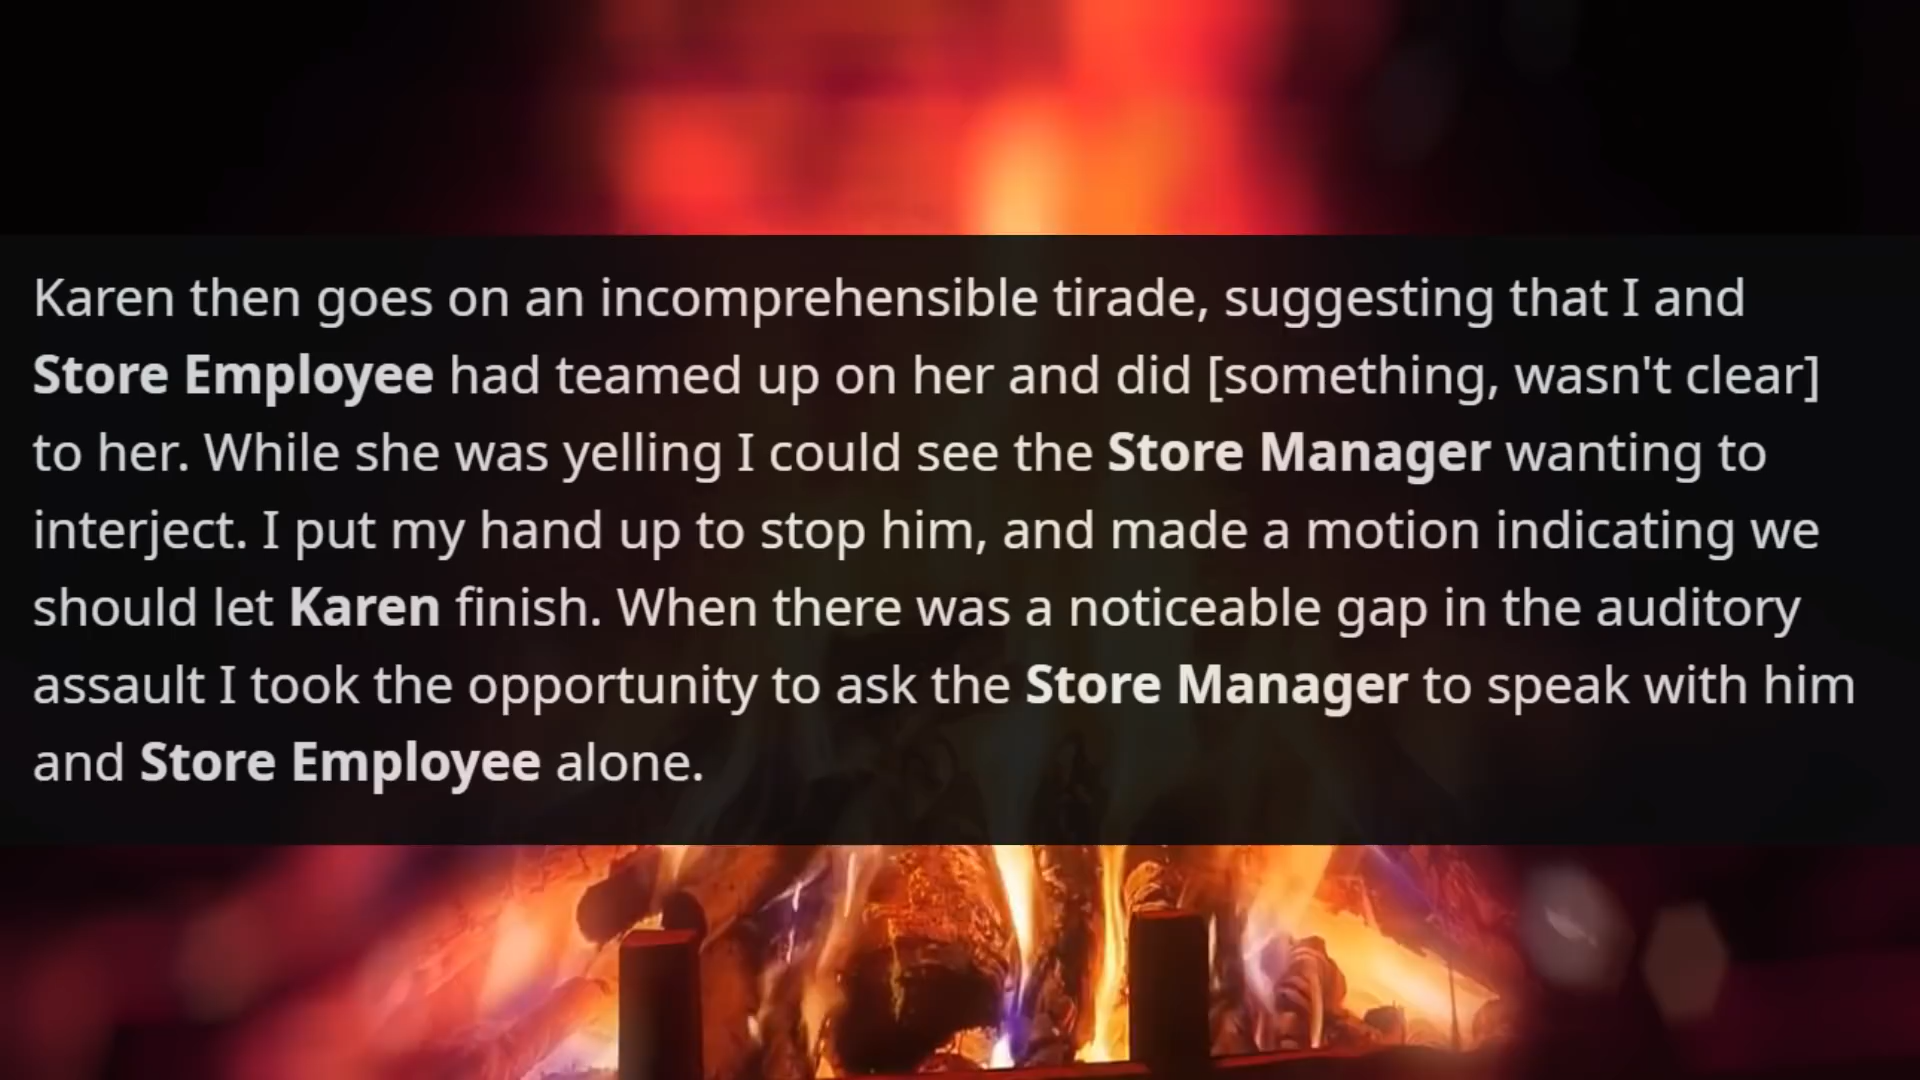 Karen then goes on an incomprehensible tirade, suggesting that I and
Store Employee had teamed up on her and did [something, wasn't clear]
to her. While she was yelling I could see the Store Manager wanting to
interject. I put my hand up to stop him, and made a motion indicating we
should let Karen finish. When there was a noticeable gap in the auditory
assault I took the opportunity to ask the Store Manager to speak with him
and Store Employee alone.